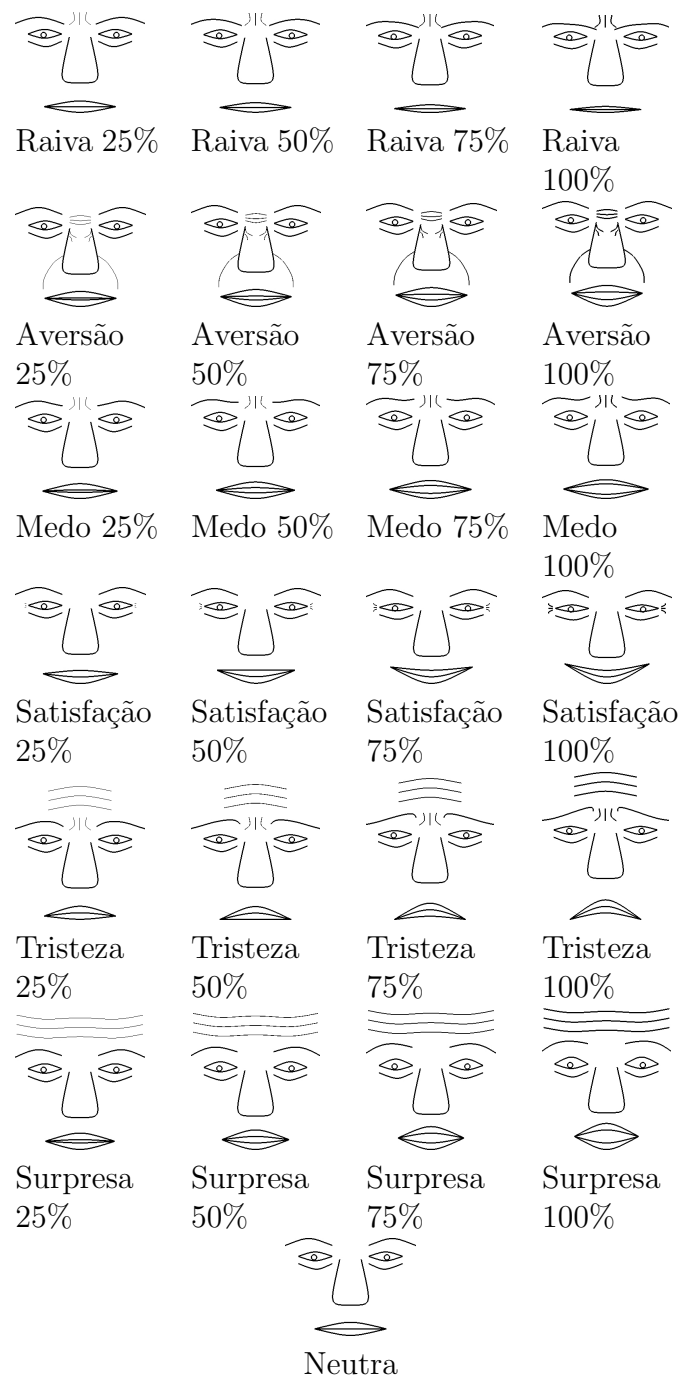 Raiva 25% Raiva 50% Raiva 75% Raiva
100%
Aversão Aversão Aversão Aversão
25% 50% 75% 100%
Medo 25% Medo 50% Medo 75% Medo
100%
Satisfação Satisfação Satisfação Satisfação
25% 50% 75% 100%
Tristeza Tristeza Tristeza Tristeza
25% 50% 75% 100%
Surpresa Surpresa Surpresa Surpresa
25% 50% 75% 100%
Neutra